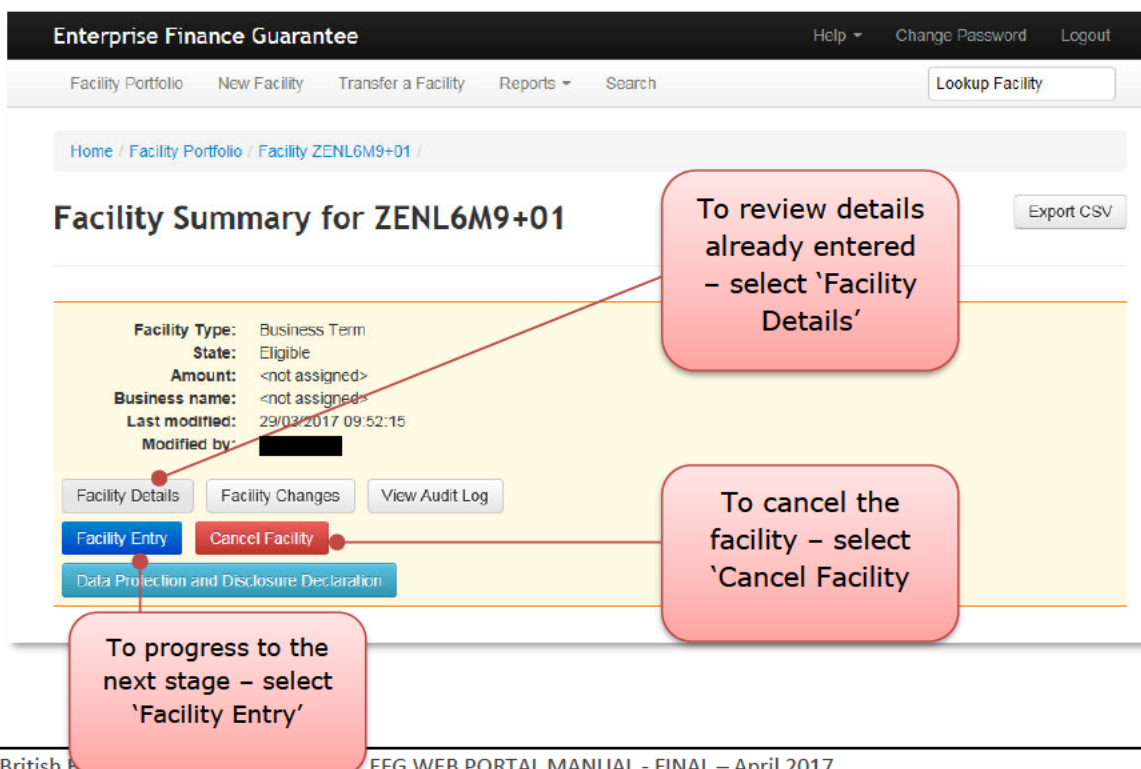 Enterprise Finance Guarantee
Help
Change Password
Logout
Facility Portfolio
New Facility
Transfer a Facility
Reports
Search
Lookup Facility
Home / Facility Portfolio / Facility ZENL6M9+01 /
Facility Summary for ZENL6M9+01
Export CSV
To review details
already entered
– select ‘Facility
Details’
Facility Type: Business Term
State: Eligible
Amount: <not assigned>
Business name: <not assigned>
Last modified: 29/03/2017 09:52:15
Modified by:
Facility Details
Facility Changes
View Audit Log
Facility Entry
Cancel Facility
Data Protection and Disclosure Declaration
To cancel the
facility – select
‘Cancel Facility
To progress to the
next stage – select
‘Facility Entry’
British
EFG WEB PORTAL MANUAL - FINAL – April 2017